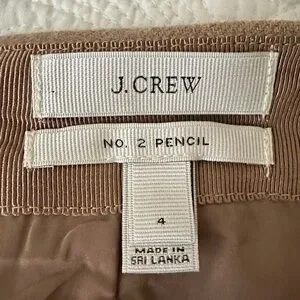 J.CREW
NO. 2 PENCIL
4
MADE IN
SRI LANKA